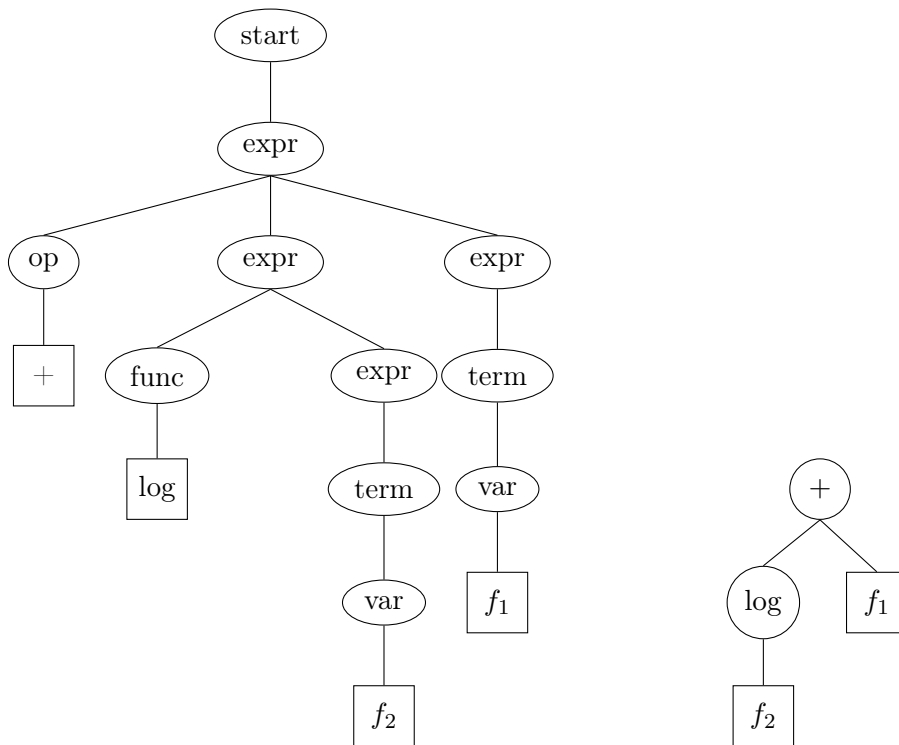 start
expr
op expr expr
+ func expr term
log term var +
var f₁ log f₁
f₂ f₂